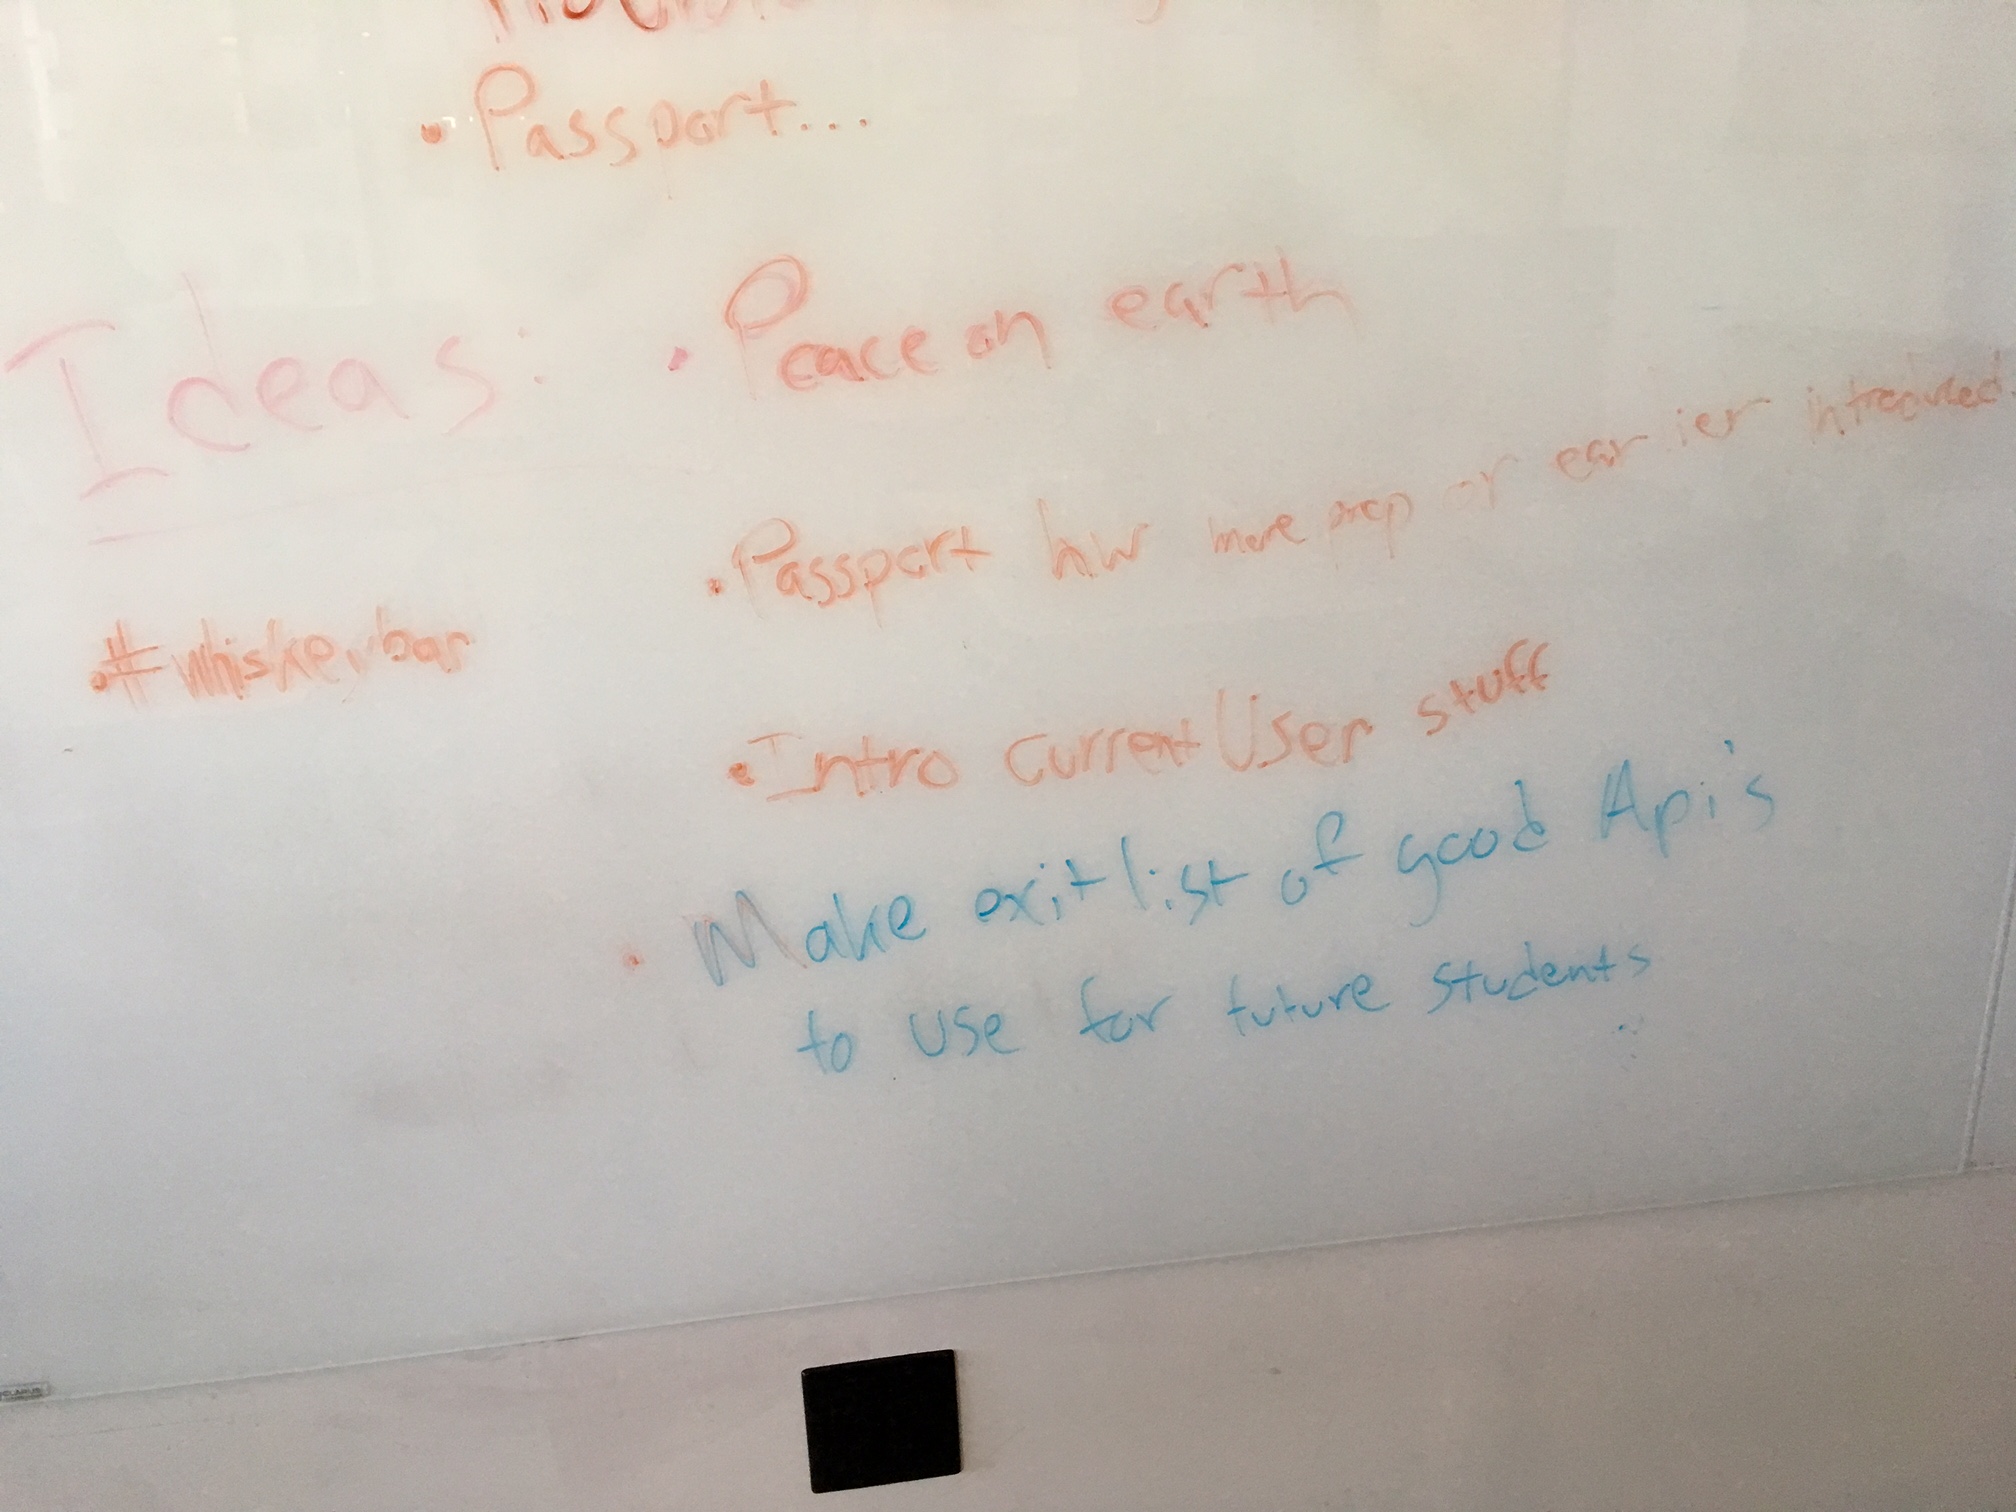 • Passport...
Ideas: • Peace on earth
• Passport hw more prep or earlier introduced
• #whiskeybar
• Intro currentUser stuff
• Make exit list of good Api's
to use for future students